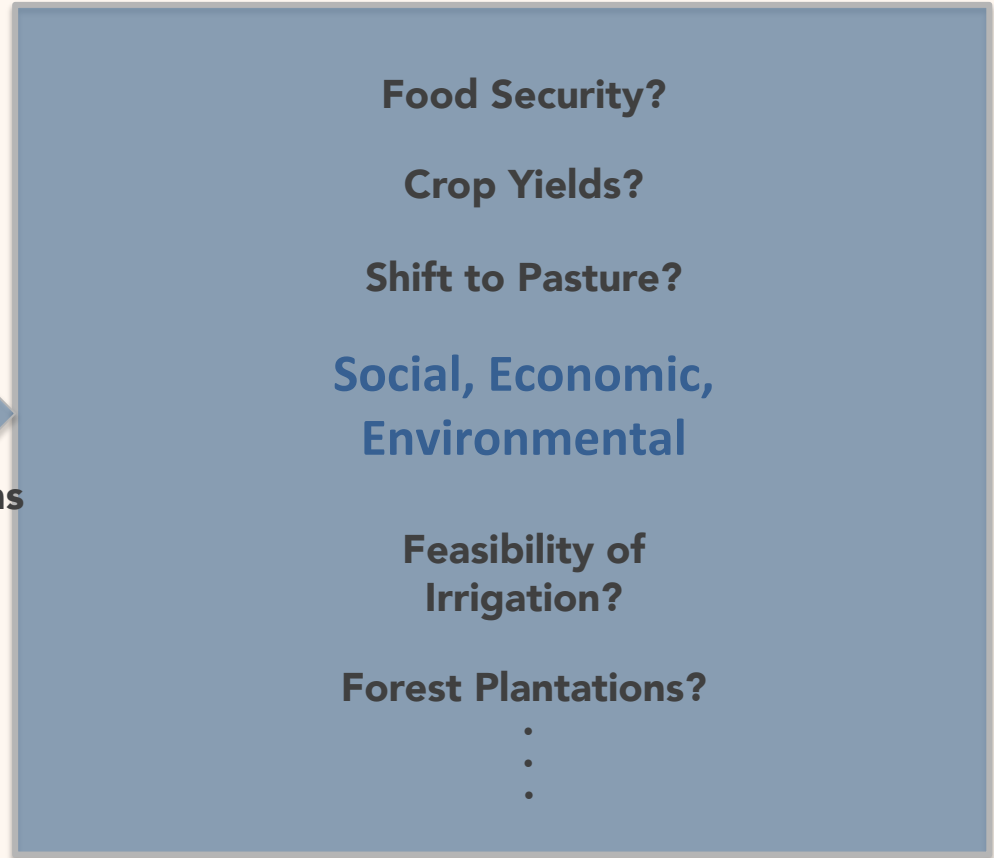 Food Security?
Crop Yields?
Shift to Pasture?
Social, Economic,
Environmental
Feasibility of
Irrigation?
Forest Plantations?
.
.
.